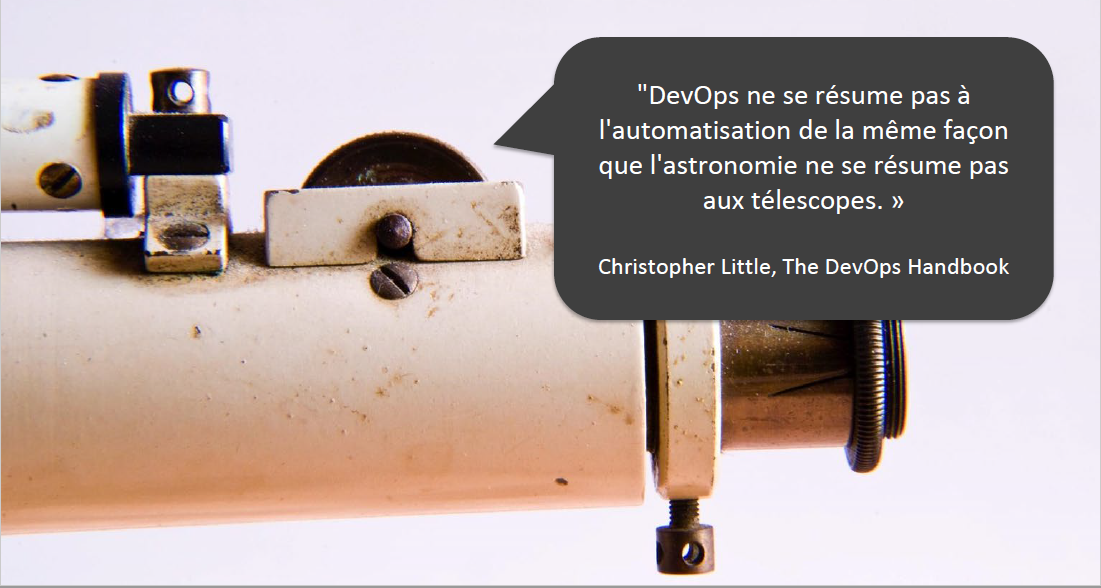 "DevOps ne se résume pas à
l'automatisation de la même façon
que l'astronomie ne se résume pas
aux télescopes. »
Christopher Little, The DevOps Handbook